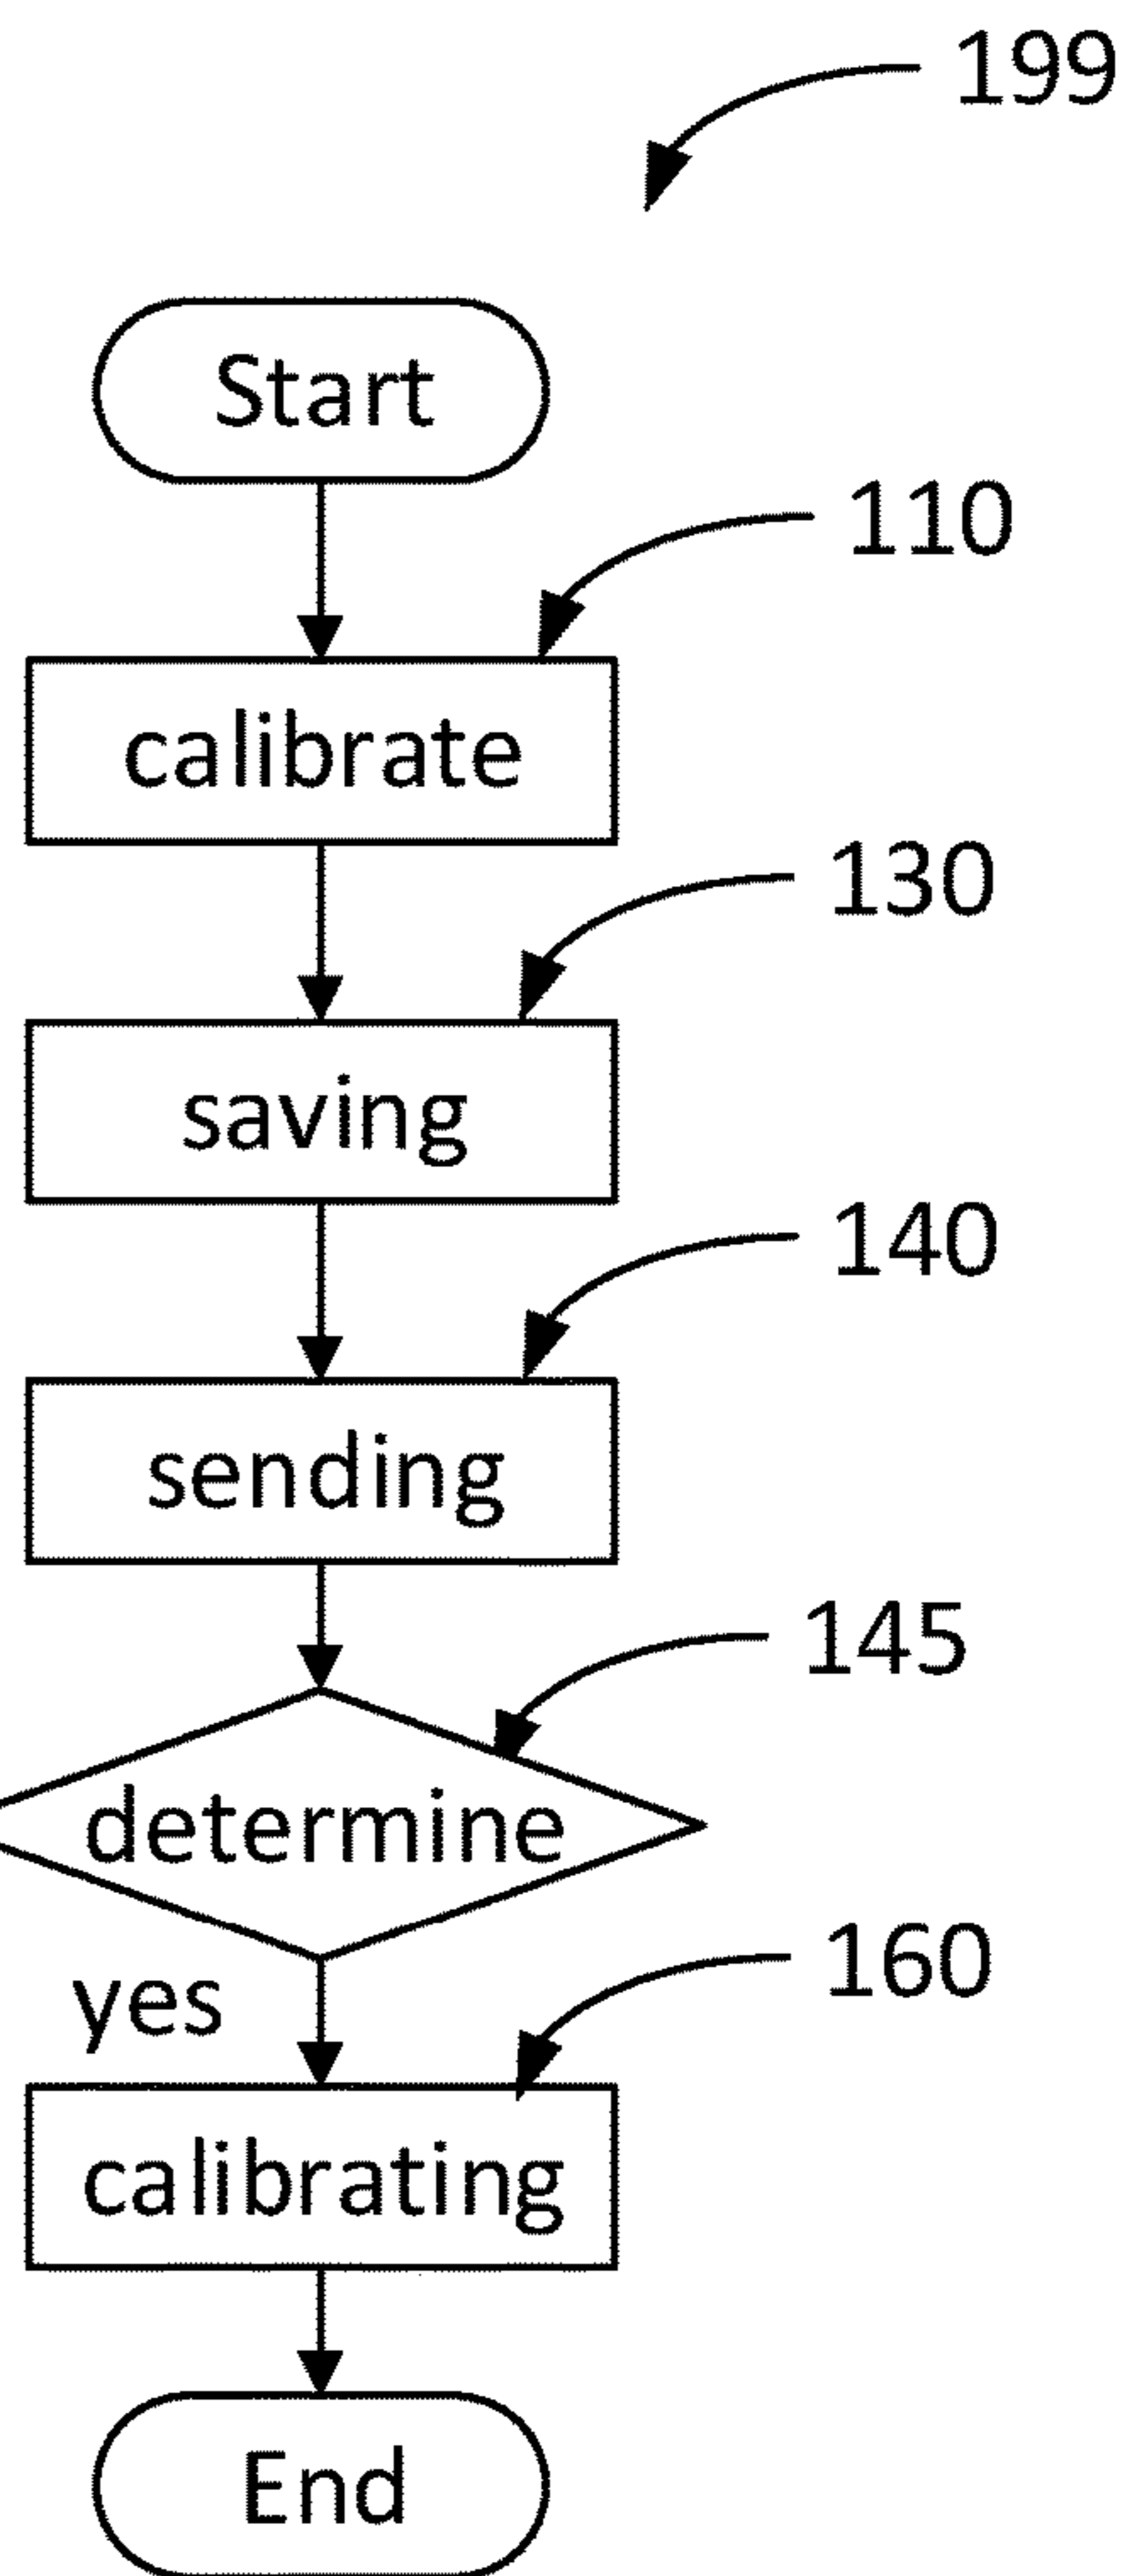 199
Start
110
calibrate
130
saving
140
sending
145
determine
160
yes
calibrating
End